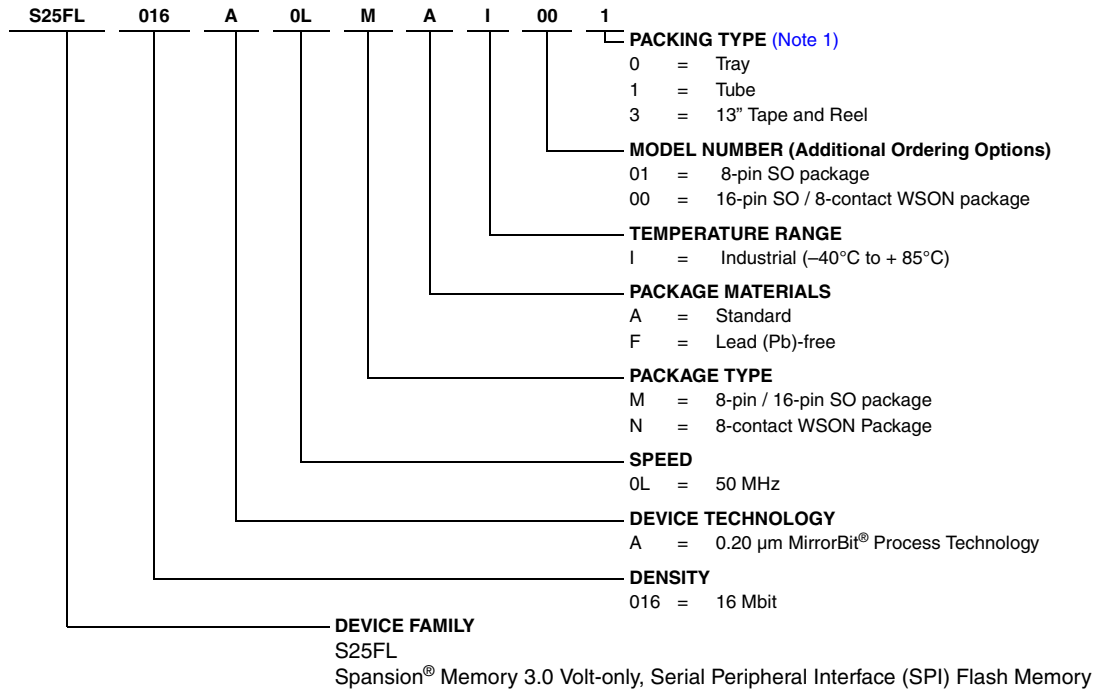 S25FL 016 A 0L M A I 00 1
PACKING TYPE (Note 1)
0 = Tray
1 = Tube
3 = 13” Tape and Reel
MODEL NUMBER (Additional Ordering Options)
01 = 8-pin SO package
00 = 16-pin SO / 8-contact WSON package
TEMPERATURE RANGE
I = Industrial (–40°C to + 85°C)
PACKAGE MATERIALS
A = Standard
F = Lead (Pb)-free
PACKAGE TYPE
M = 8-pin / 16-pin SO package
N = 8-contact WSON Package
SPEED
0L = 50 MHz
DEVICE TECHNOLOGY
A = 0.20 µm MirrorBit® Process Technology
DENSITY
016 = 16 Mbit
DEVICE FAMILY
S25FL
Spansion® Memory 3.0 Volt-only, Serial Peripheral Interface (SPI) Flash Memory